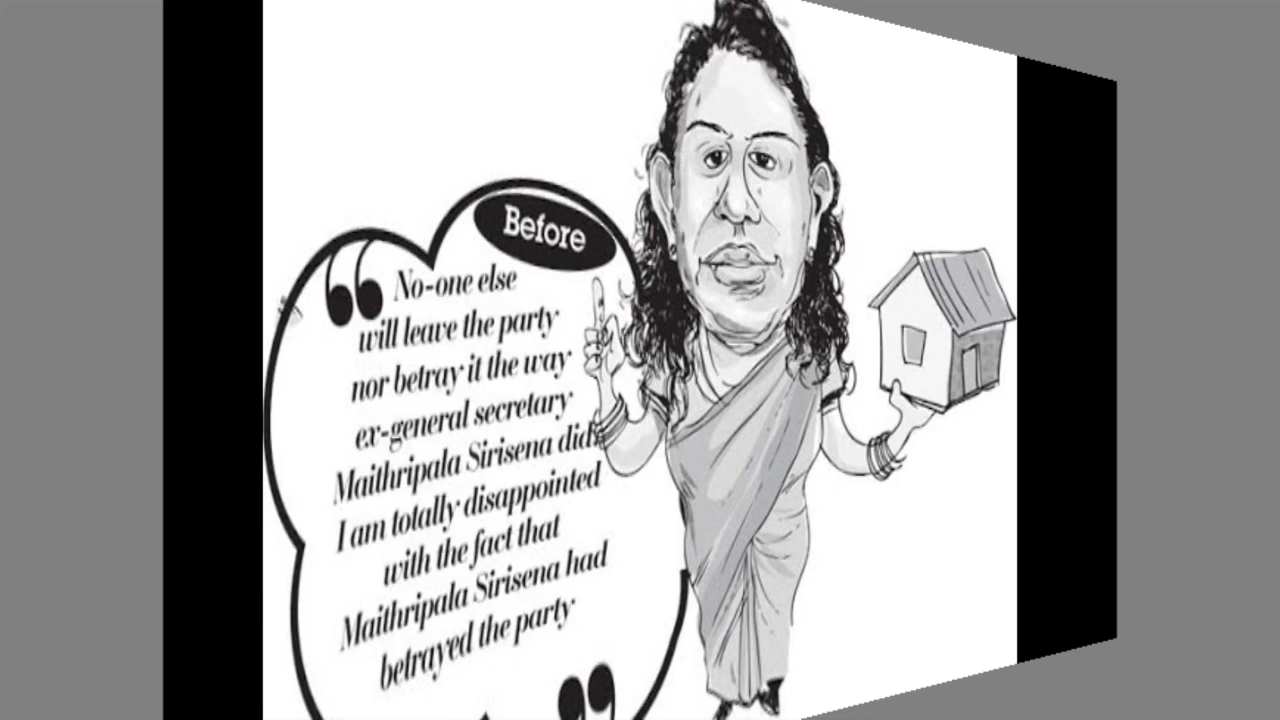 Before
“ No-one else
will leave the party
nor betray it the way
ex-general secretary
Maithripala Sirisena did.
I am totally disappointed
with the fact that
Maithripala Sirisena had
betrayed the party
”